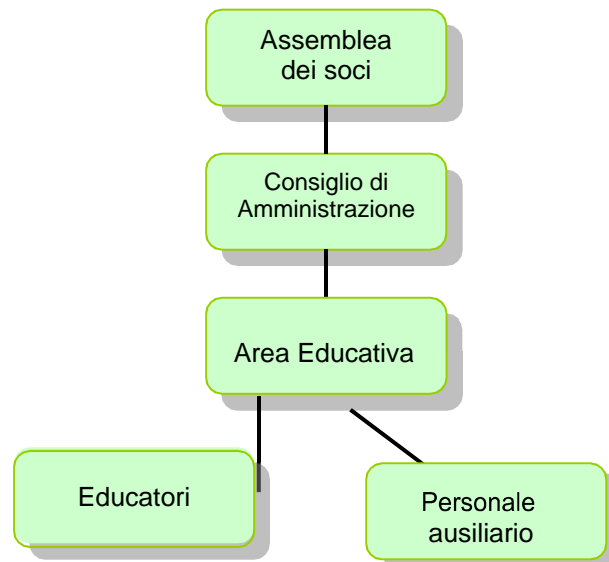 Assemblea
dei soci
Consiglio di
Amministrazione
Area Educativa
Educatori
Personale
ausiliario